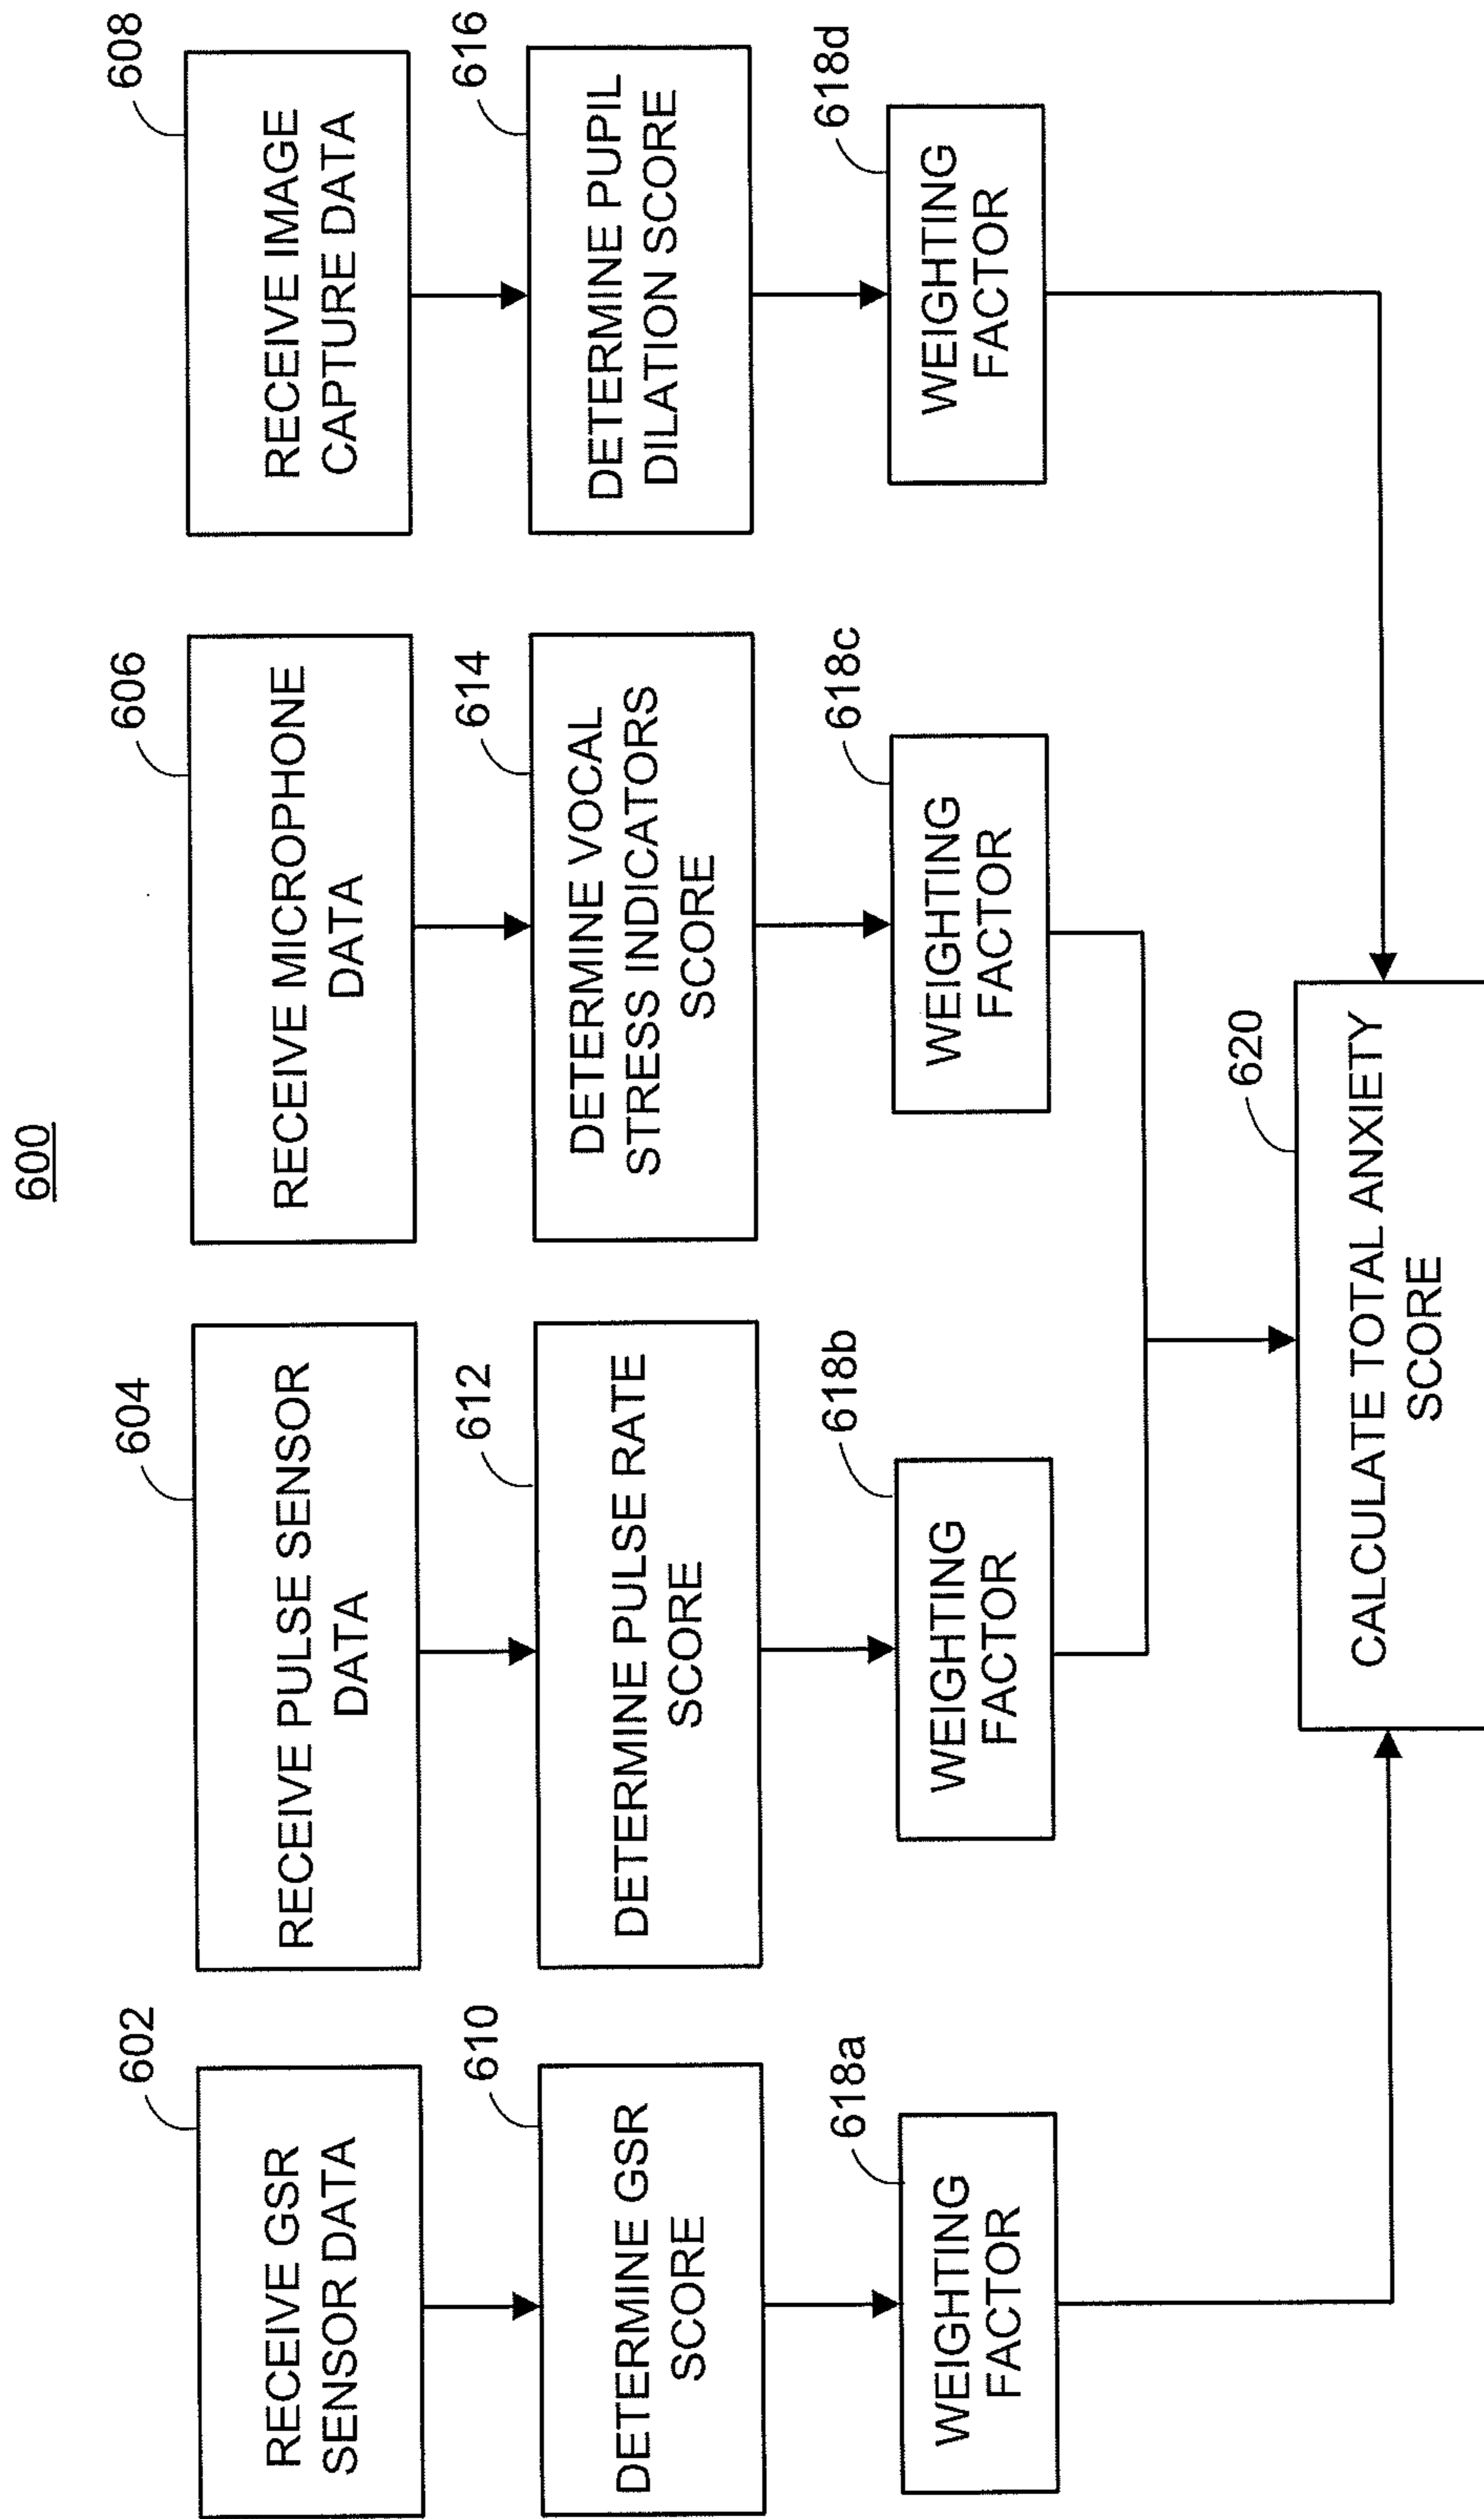 600
602
RECEIVE GSR
SENSOR DATA
604
RECEIVE PULSE SENSOR
DATA
606
RECEIVE MICROPHONE
DATA
608
RECEIVE IMAGE
CAPTURE DATA
610
DETERMINE GSR
SCORE
612
DETERMINE PULSE RATE
SCORE
614
DETERMINE VOCAL
STRESS INDICATORS
SCORE
616
DETERMINE PUPIL
DILATION SCORE
618a
WEIGHTING
FACTOR
618b
WEIGHTING
FACTOR
618c
WEIGHTING
FACTOR
618d
WEIGHTING
FACTOR
620
CALCULATE TOTAL ANXIETY
SCORE